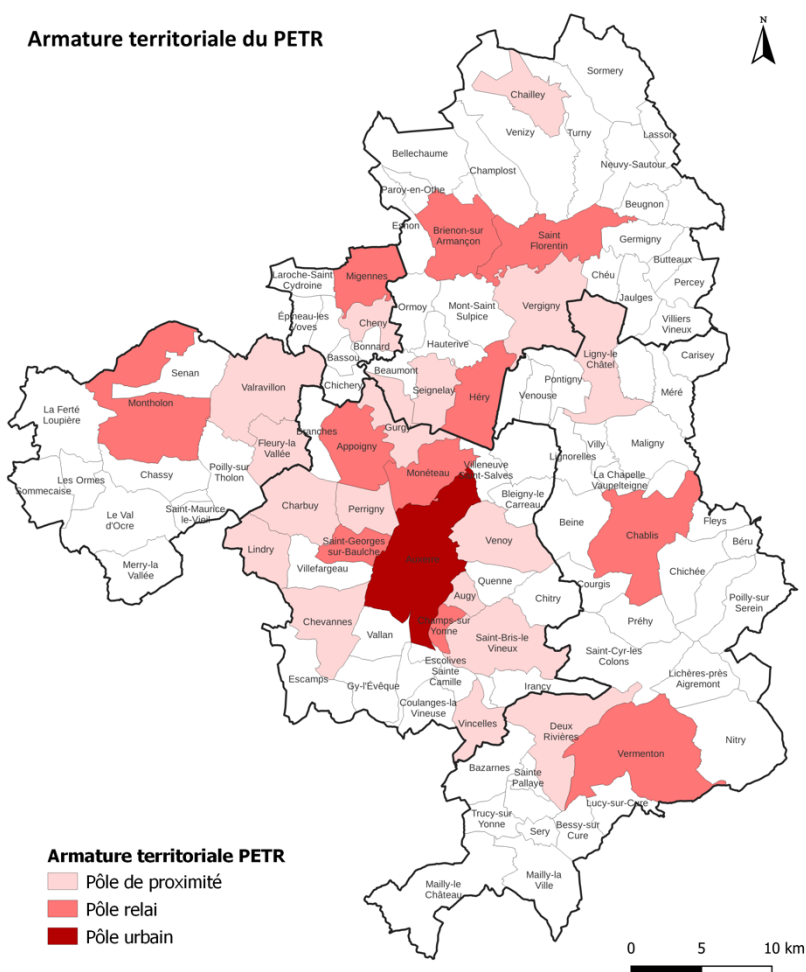 Armature territoriale du PETR
N
Sormery
Chailley
Venizy
Turny
Lasson
Bellechaume
Champlost
Neuvy-Sautour
Paroy-en-Othe
Beugnon
Esnon
Brienon-sur
Armançon
Saint
Florentin
Germigny
Butteaux
Percey
Chéu
Jaulges
Villiers
Vineux
Laroche-Saint
Cydroine
Migennes
Ormoy
Mont-Saint
Sulpice
Vergigny
Épineau-les
Voves
Cheny
Bonnard
Bassou
Hauterive
Ligny-le
Châtel
Carisey
Senan
Valravillon
Chichery
Beaumont
Seignelay
Héry
Pontigny
Venouse
Méré
La Ferté
Loupière
Montholon
Branches
Appoigny
Gurgy
Villy
Maligny
Lignorelles
Fleury-la
Vallée
Les Ormes
Sommecaise
Chassy
Poilly-sur
Tholon
Monéteau
Villeneuve
Saint-Salves
La Chapelle
Vaupelteigne
Saint-Maurice
le-Vieil
Le Val
d'Ocre
Charbuy
Perrigny
Bleigny-le
Carreau
Beine
Chablis
Fleys
Béru
Merry-la
Vallée
Lindry
Saint-Georges
sur-Baulche
Villefargeau
Venoy
Quenne
Chitry
Courgis
Chichée
Poilly-sur
Serein
Chevannes
Vallan
Augy
Champs-sur
Yonne
Saint-Bris-le
Vineux
Préhy
Saint-Cyr-les
Colons
Escamps
Gy-l'Évêque
Escolives
Sainte
Camille
Coulanges-la
Vineuse
Irancy
Lichères-près
Aigremont
Vincelles
Deux
Rivières
Vermenton
Nitry
Bazarnes
Sainte
Pallaye
Lucy-sur-Cure
Trucy-sur
Yonne
Sery
Bessy-sur
Cure
Mailly-la
Ville
Mailly-le
Château
Armature territoriale PETR
Pôle de proximité
Pôle relai
Pôle urbain
0 5 10 km